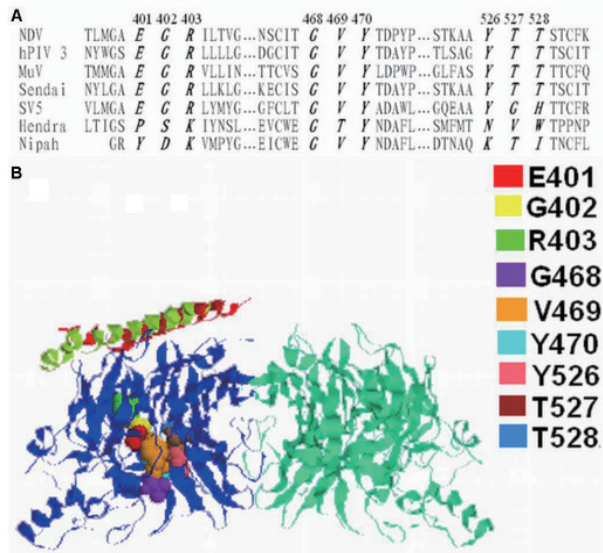 A
401 402 403 468 469 470 526 527 528
NDV TLMGA E G R ILTVG...NSCIT G V Y TDPYP...STKAA Y T T STCFK
hPIV 3 NYWGS E G R LLLLG...DGCIT G V Y TDAYP...TLSAG Y T T TSCIT
MuV TMMGA E G R VLLIN...TTCVS G V Y LDPWP...GLFAS Y T T TTCFQ
Sendai NYLGA E G R LLKLG...KECIS G V Y TDAYP...STKAA Y T T TSCIT
SV5 VLMGA E G R LYMYG...GFCLT G V Y ADAWL...GQEAA Y G H TTCFR
Hendra LTIGS P S K IYNSL...EVCWE G T Y NDAFL...SMFMT N V W TPPNP
Nipah GR Y D K VMPYG...EICWE G V Y NDAFL...DTNAQ K T I TNCFL
B
E401
G402
R403
G468
V469
Y470
Y526
T527
T528